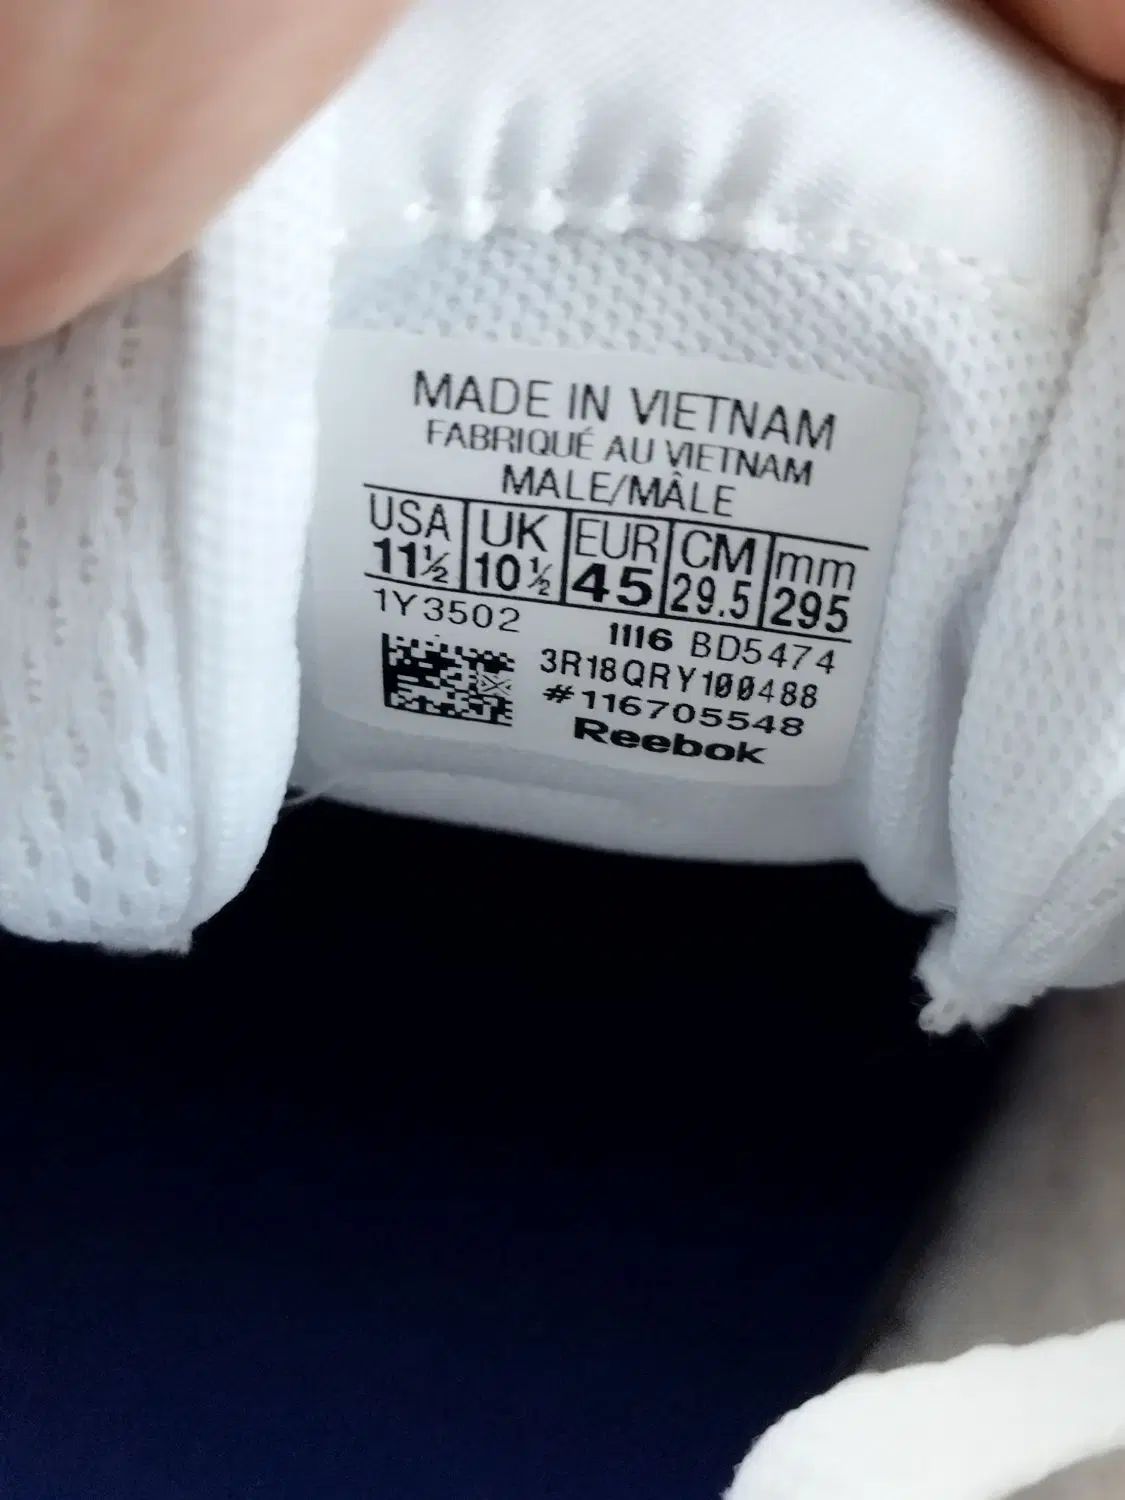 MADE IN VIETNAM
FABRIQUÉ AU VIETNAM
MALE/MÂLE
USA UK EUR CM mm
11½ 10½ 45 29.5 295
1Y3502 1116 BD5474
3R18QRY100488
#116705548
Reebok